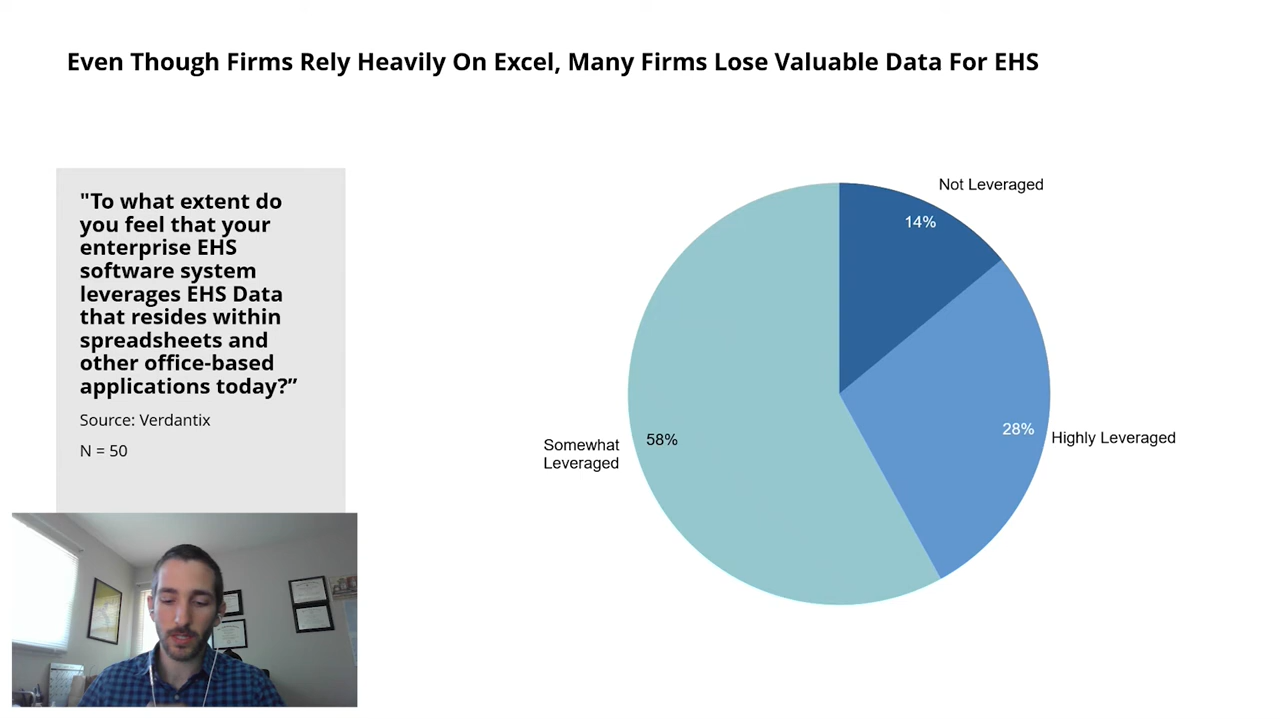 Even Though Firms Rely Heavily On Excel, Many Firms Lose Valuable Data For EHS
"To what extent do
you feel that your
enterprise EHS
software system
leverages EHS Data
that resides within
spreadsheets and
other office-based
applications today?”
Source: Verdantix
N = 50
Not Leveraged
14%
28%
Highly Leveraged
Somewhat
Leveraged
58%